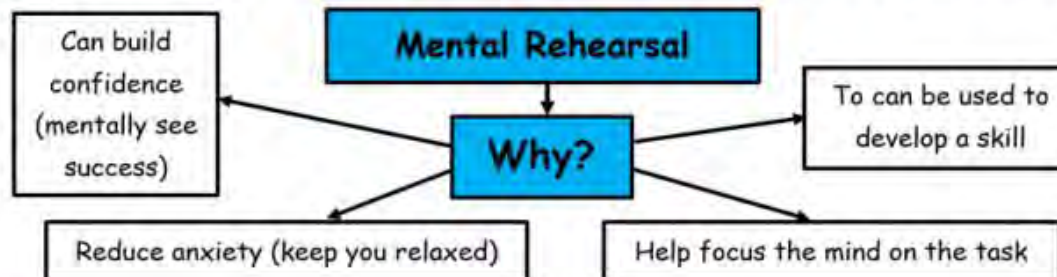 Mental Rehearsal
Why?
Can build
confidence
(mentally see
success)
To can be used to
develop a skill
Reduce anxiety (keep you relaxed)
Help focus the mind on the task